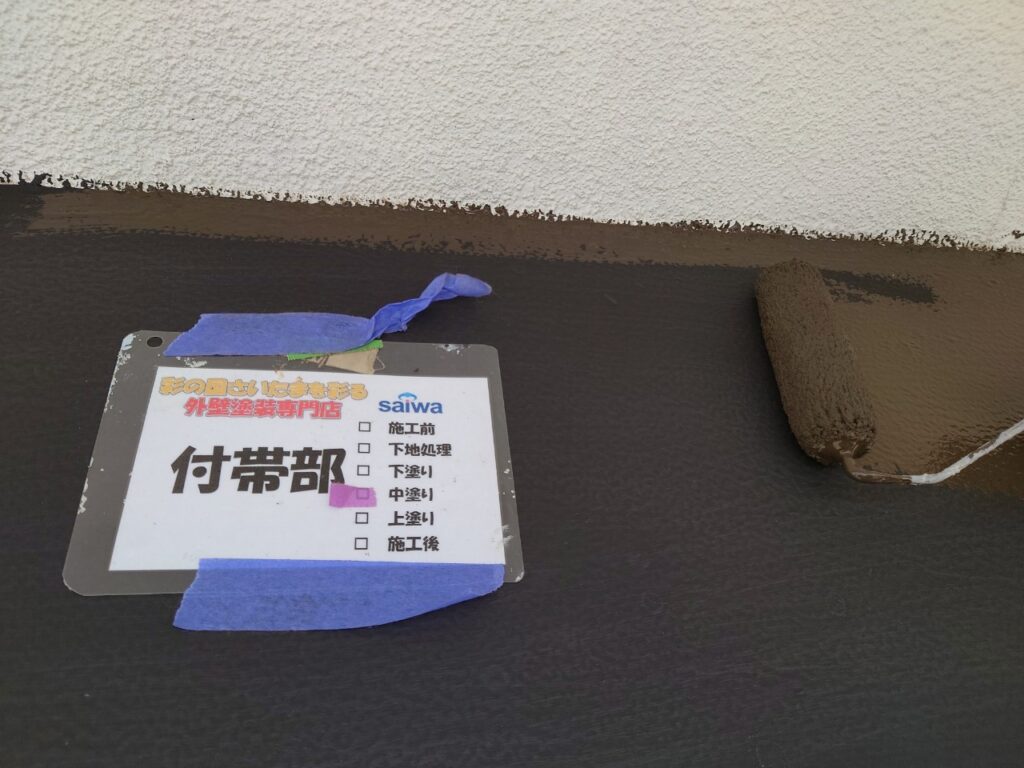 彩の国さいたまを彩る
外壁塗装専門店
saiwa
付帯部
□ 施工前
□ 下地処理
□ 下塗り
□ 中塗り
□ 上塗り
□ 施工後